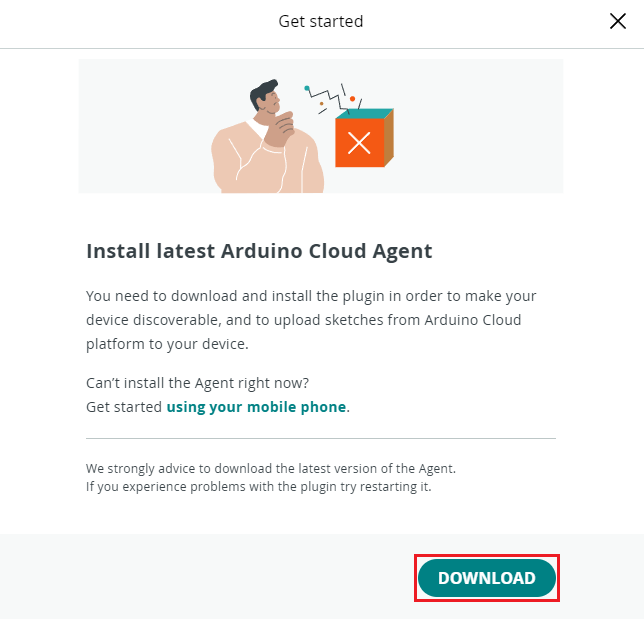 Get started
Install latest Arduino Cloud Agent
You need to download and install the plugin in order to make your
device discoverable, and to upload sketches from Arduino Cloud
platform to your device.
Can’t install the Agent right now?
Get started using your mobile phone.
We strongly advice to download the latest version of the Agent.
If you experience problems with the plugin try restarting it.
DOWNLOAD